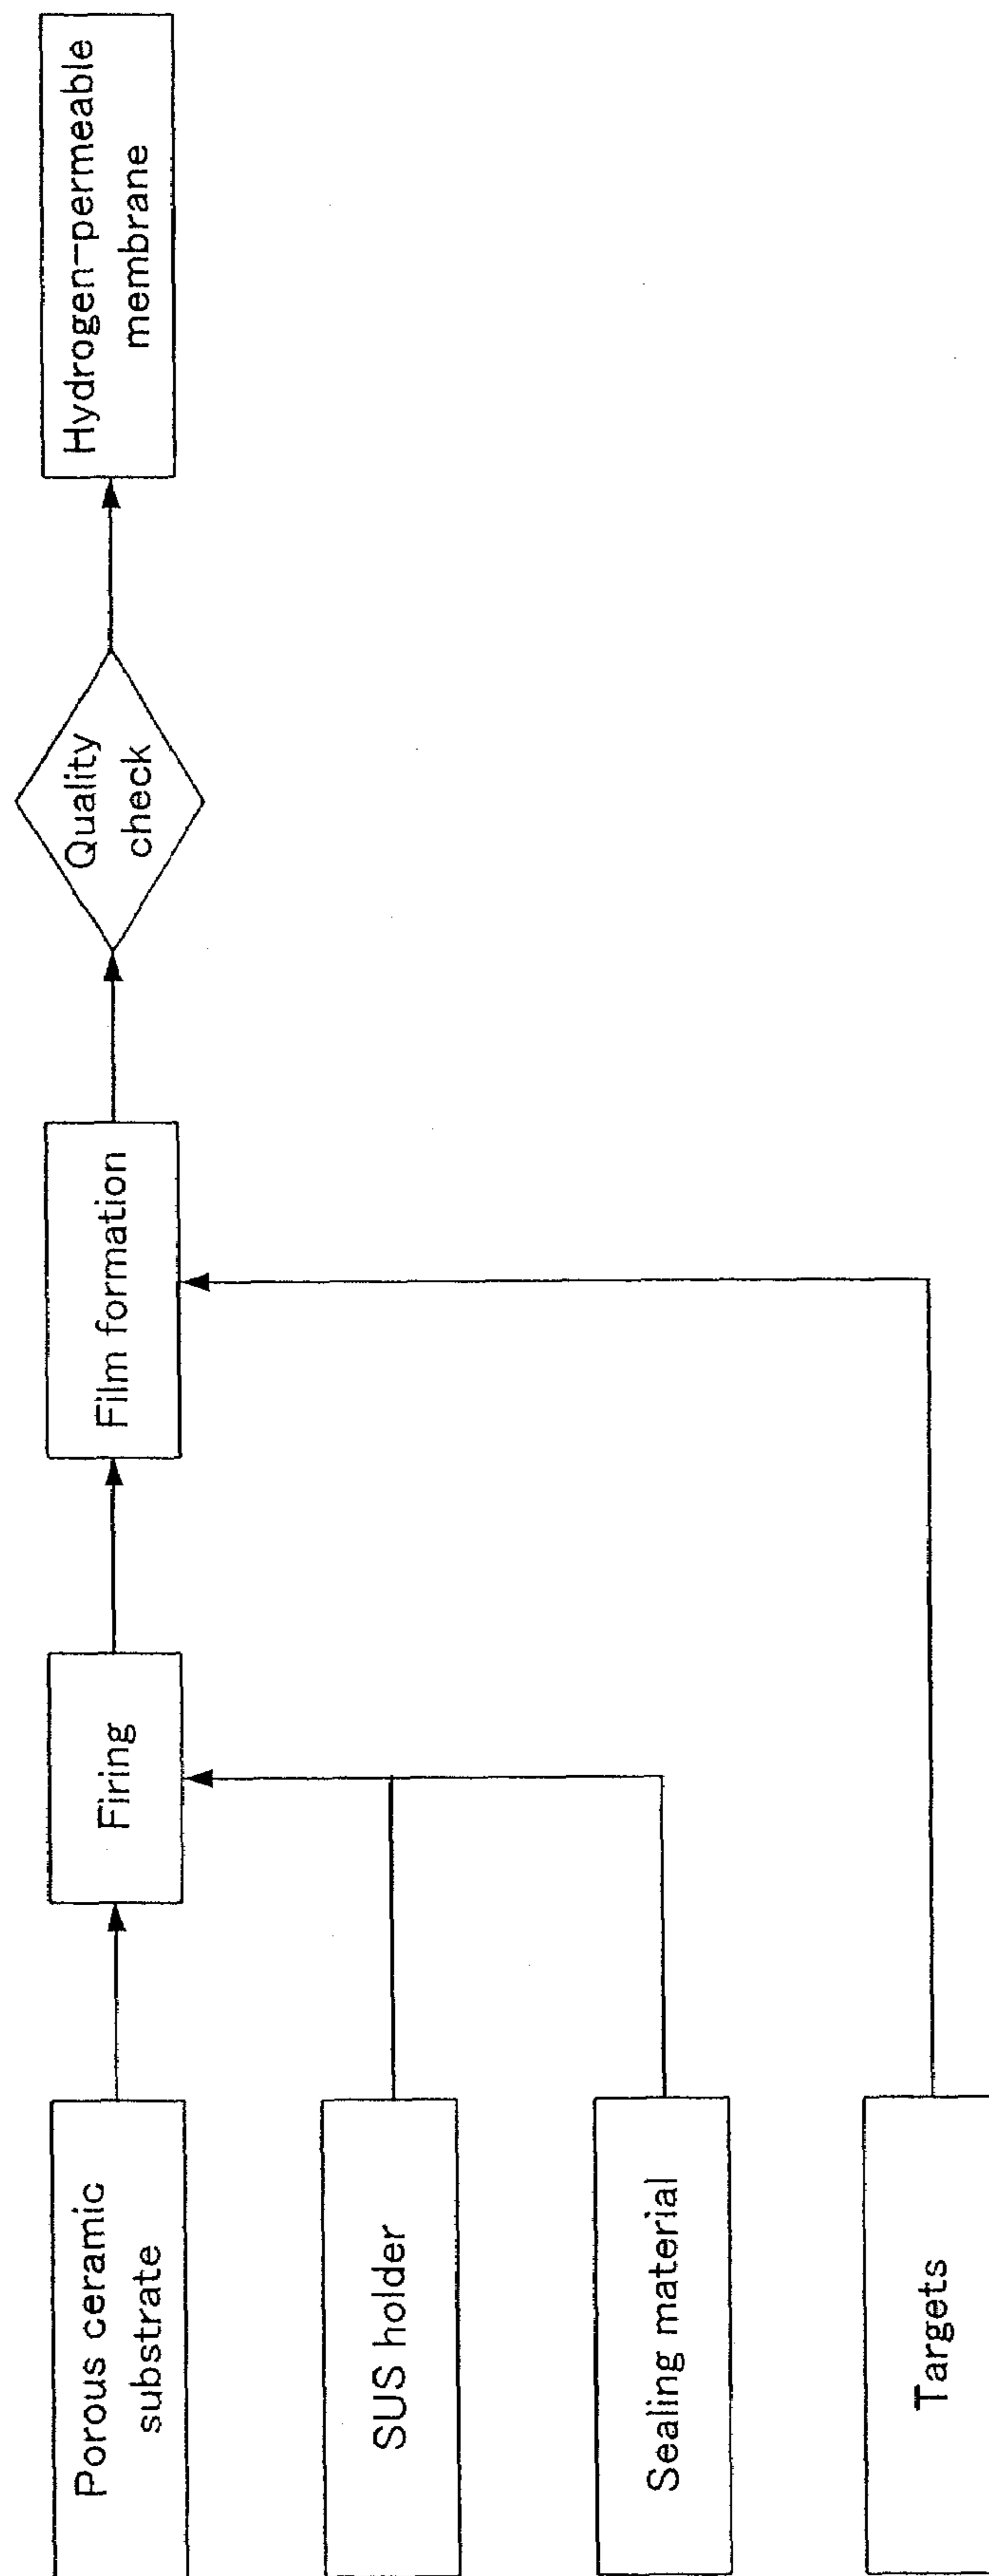 Porous ceramic
substrate
SUS holder
Sealing material
Targets
Firing
Film formation
Quality
check
Hydrogen-permeable
membrane